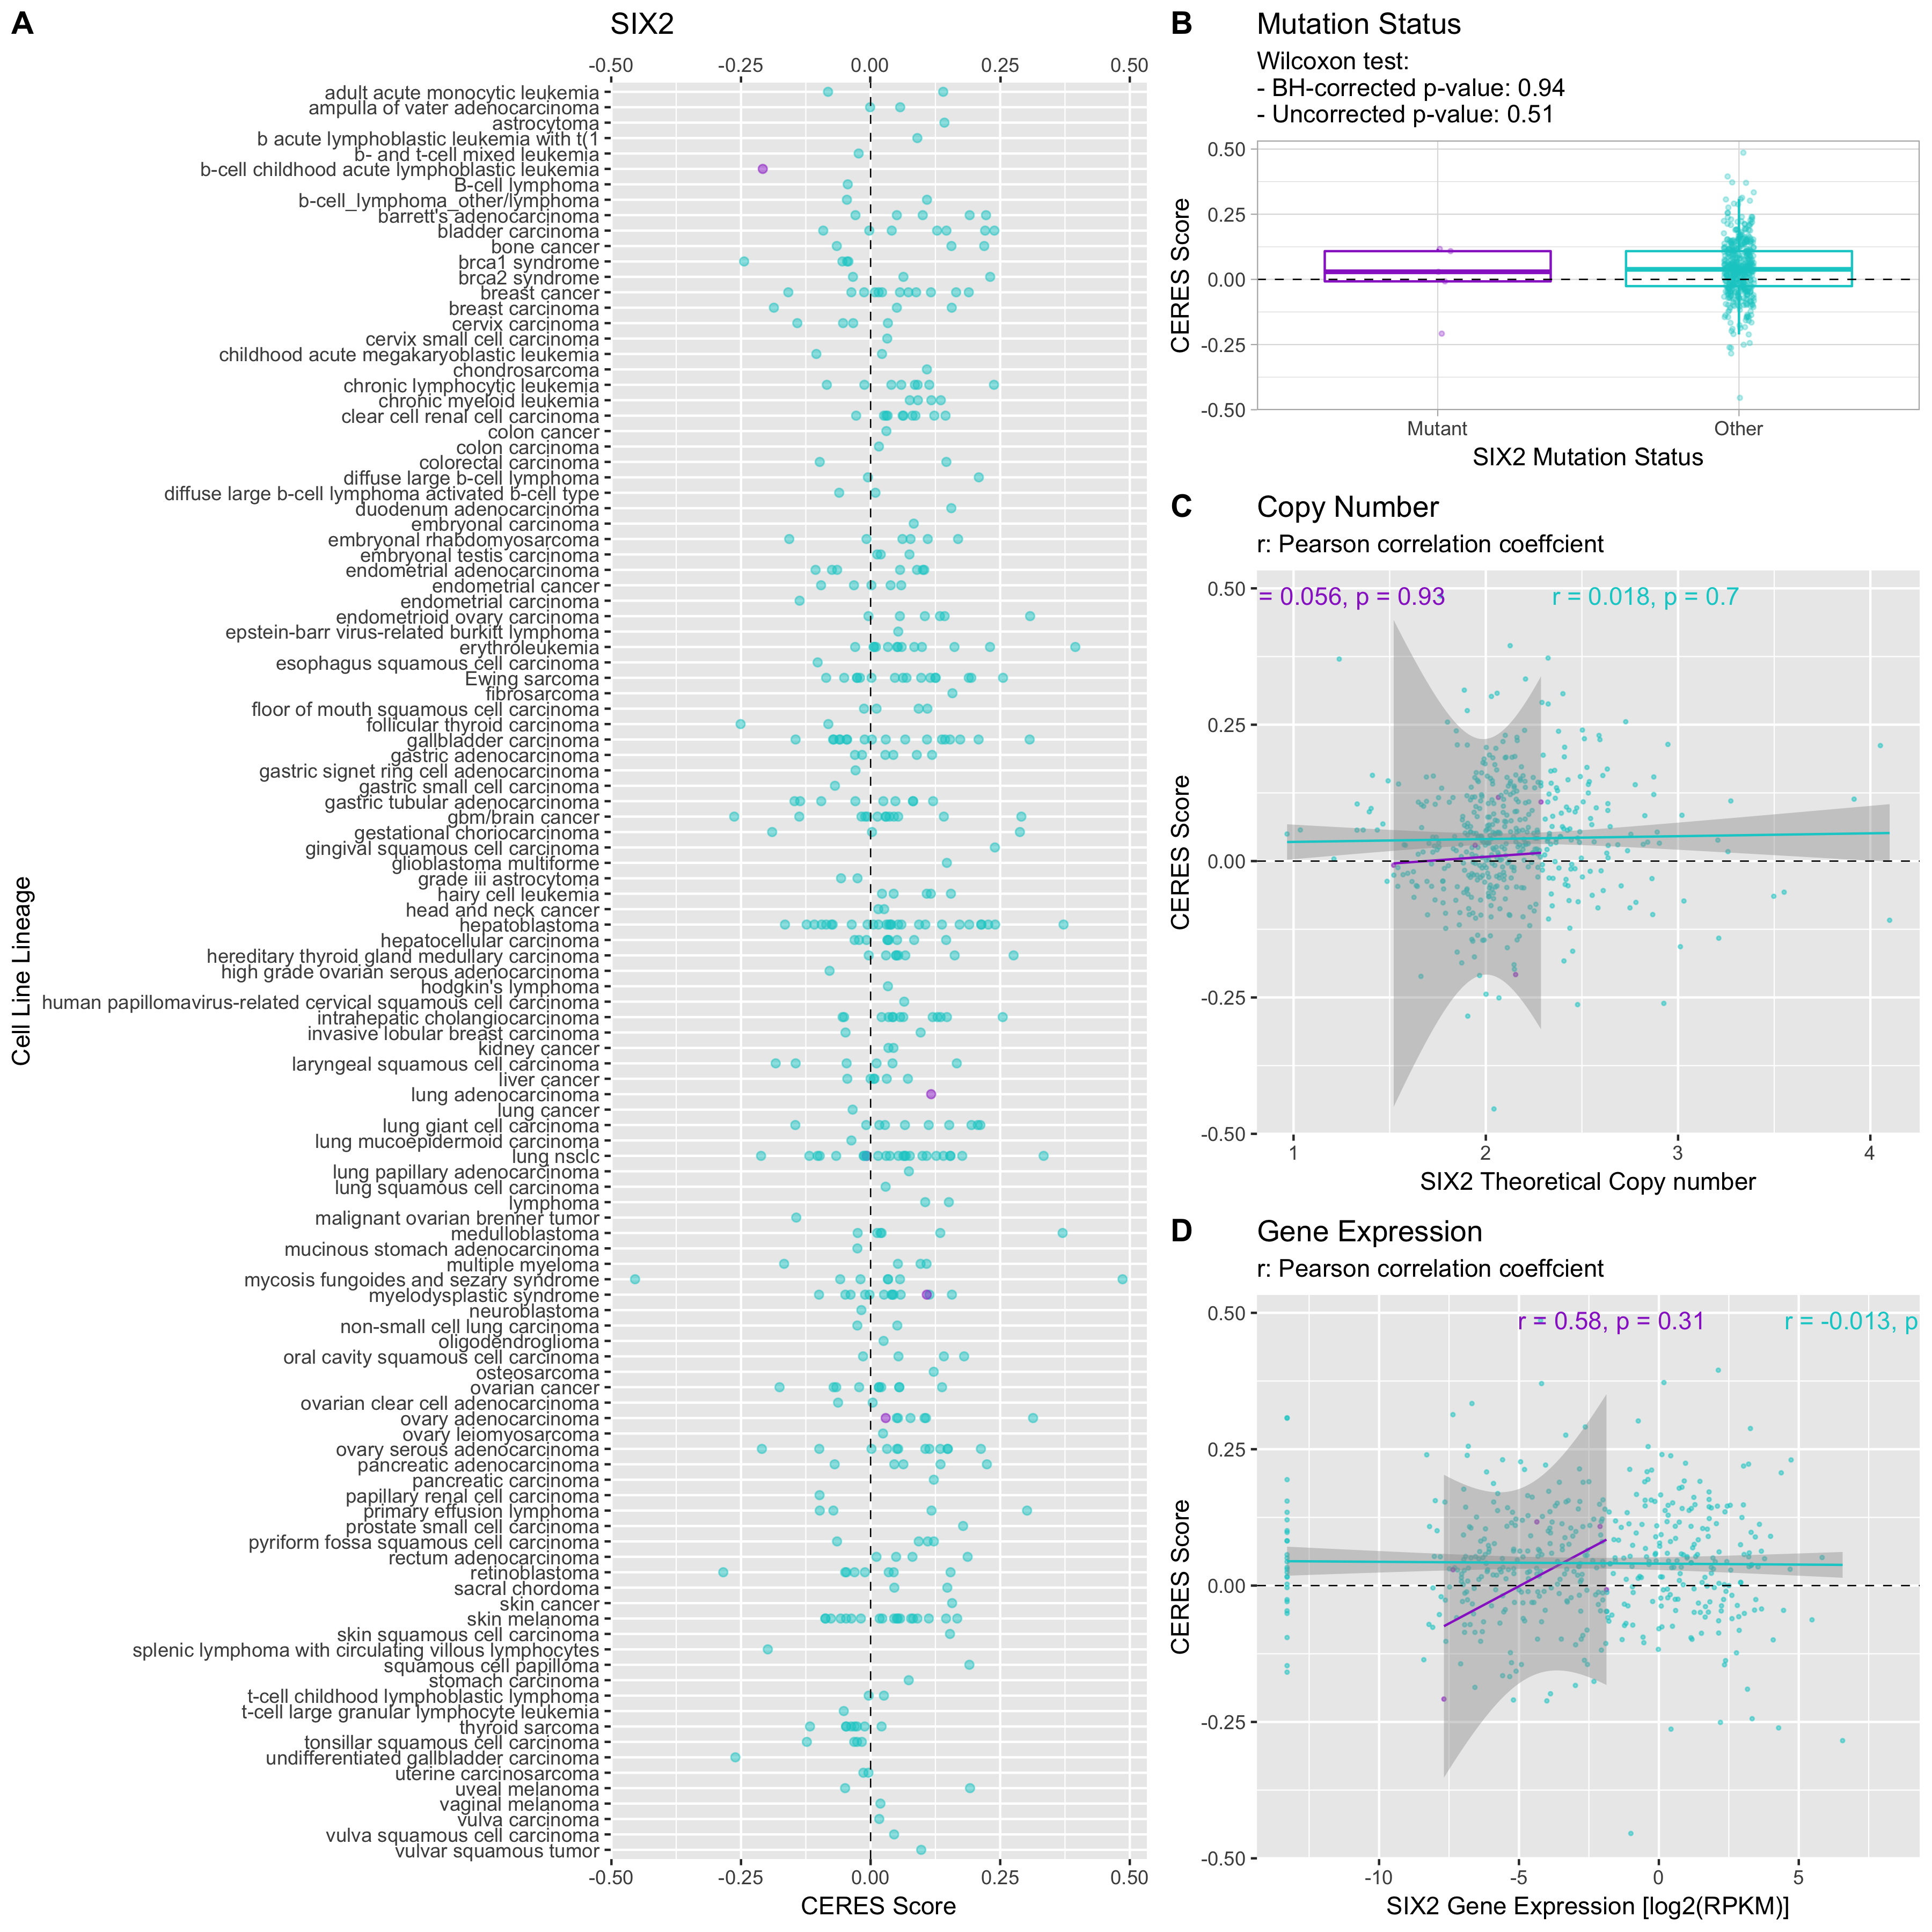 A
SIX2
-0.50 -0.25 0.00 0.25 0.50
Cell Line Lineage
adult acute monocytic leukemia
ampulla of vater adenocarcinoma
astrocytoma
b acute lymphoblastic leukemia with t(1
b- and t-cell mixed leukemia
b-cell childhood acute lymphoblastic leukemia
B-cell lymphoma
b-cell_lymphoma_other/lymphoma
barrett's adenocarcinoma
bladder carcinoma
bone cancer
brca1 syndrome
brca2 syndrome
breast cancer
breast carcinoma
cervix carcinoma
cervix small cell carcinoma
childhood acute megakaryoblastic leukemia
chondrosarcoma
chronic lymphocytic leukemia
chronic myeloid leukemia
clear cell renal cell carcinoma
colon cancer
colon carcinoma
colorectal carcinoma
diffuse large b-cell lymphoma
diffuse large b-cell lymphoma activated b-cell type
duodenum adenocarcinoma
embryonal carcinoma
embryonal rhabdomyosarcoma
embryonal testis carcinoma
endometrial adenocarcinoma
endometrial cancer
endometrial carcinoma
endometrioid ovary carcinoma
epstein-barr virus-related burkitt lymphoma
erythroleukemia
esophagus squamous cell carcinoma
Ewing sarcoma
fibrosarcoma
floor of mouth squamous cell carcinoma
follicular thyroid carcinoma
gallbladder carcinoma
gastric adenocarcinoma
gastric signet ring cell adenocarcinoma
gastric small cell carcinoma
gastric tubular adenocarcinoma
gbm/brain cancer
gestational choriocarcinoma
gingival squamous cell carcinoma
glioblastoma multiforme
grade iii astrocytoma
hairy cell leukemia
head and neck cancer
hepatoblastoma
hepatocellular carcinoma
hereditary thyroid gland medullary carcinoma
high grade ovarian serous adenocarcinoma
hodgkin's lymphoma
human papillomavirus-related cervical squamous cell carcinoma
intrahepatic cholangiocarcinoma
invasive lobular breast carcinoma
kidney cancer
laryngeal squamous cell carcinoma
liver cancer
lung adenocarcinoma
lung cancer
lung giant cell carcinoma
lung mucoepidermoid carcinoma
lung nsclc
lung papillary adenocarcinoma
lung squamous cell carcinoma
lymphoma
malignant ovarian brenner tumor
medulloblastoma
mucinous stomach adenocarcinoma
multiple myeloma
mycosis fungoides and sezary syndrome
myelodysplastic syndrome
neuroblastoma
non-small cell lung carcinoma
oligodendroglioma
oral cavity squamous cell carcinoma
osteosarcoma
ovarian cancer
ovarian clear cell adenocarcinoma
ovary adenocarcinoma
ovary leiomyosarcoma
ovary serous adenocarcinoma
pancreatic adenocarcinoma
pancreatic carcinoma
papillary renal cell carcinoma
primary effusion lymphoma
prostate small cell carcinoma
pyriform fossa squamous cell carcinoma
rectum adenocarcinoma
retinoblastoma
sacral chordoma
skin cancer
skin melanoma
skin squamous cell carcinoma
splenic lymphoma with circulating villous lymphocytes
squamous cell papilloma
stomach carcinoma
t-cell childhood lymphoblastic lymphoma
t-cell large granular lymphocyte leukemia
thyroid sarcoma
tonsillar squamous cell carcinoma
undifferentiated gallbladder carcinoma
uterine carcinosarcoma
uveal melanoma
vaginal melanoma
vulva carcinoma
vulva squamous cell carcinoma
vulvar squamous tumor
-0.50 -0.25 0.00 0.25 0.50
CERES Score
B
Mutation Status
Wilcoxon test:
- BH-corrected p-value: 0.94
- Uncorrected p-value: 0.51
CERES Score
0.50
0.25
0.00
-0.25
-0.50
Mutant Other
SIX2 Mutation Status
C
Copy Number
r: Pearson correlation coeffcient
= 0.056, p = 0.93 r = 0.018, p = 0.7
CERES Score
0.50
0.25
0.00
-0.25
-0.50
1 2 3 4
SIX2 Theoretical Copy number
D
Gene Expression
r: Pearson correlation coeffcient
r = 0.58, p = 0.31 r = -0.013, p
CERES Score
0.50
0.25
0.00
-0.25
-0.50
-10 -5 0 5
SIX2 Gene Expression [log2(RPKM)]